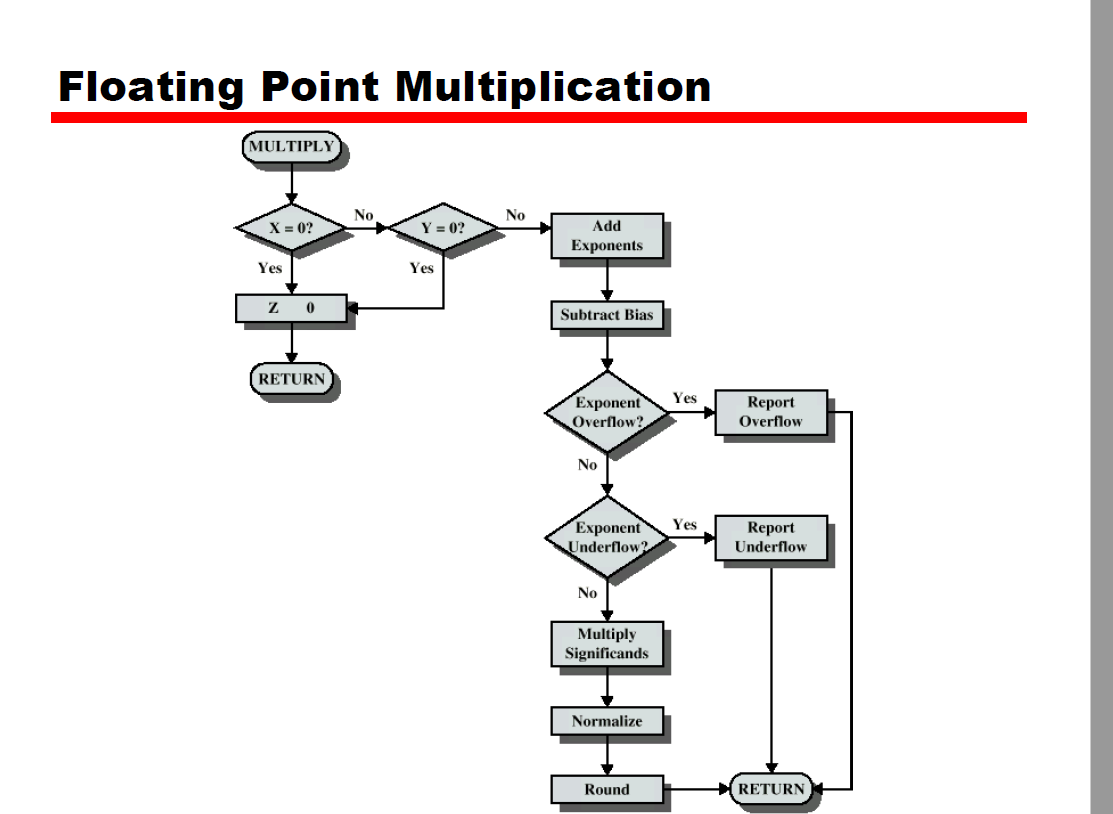 Floating Point Multiplication
MULTIPLY
X = 0?
No
Y = 0?
No
Add
Exponents
Yes
Yes
Z 0
Subtract Bias
RETURN
Exponent
Overflow?
Yes
Report
Overflow
No
Exponent
Underflow?
Yes
Report
Underflow
No
Multiply
Significands
Normalize
Round
RETURN